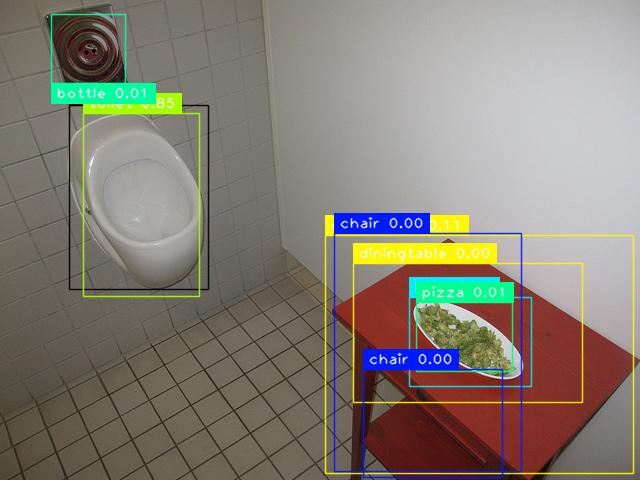 bottle 0.01
toilet 0.85
chair 0.00
0.11
diningtable 0.00
pizza 0.01
chair 0.00